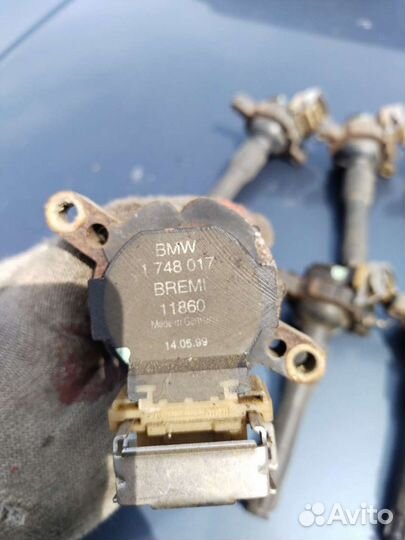 BMW
1 748 017
BREMI
11860
Made in Germany
14.05.99
Avito